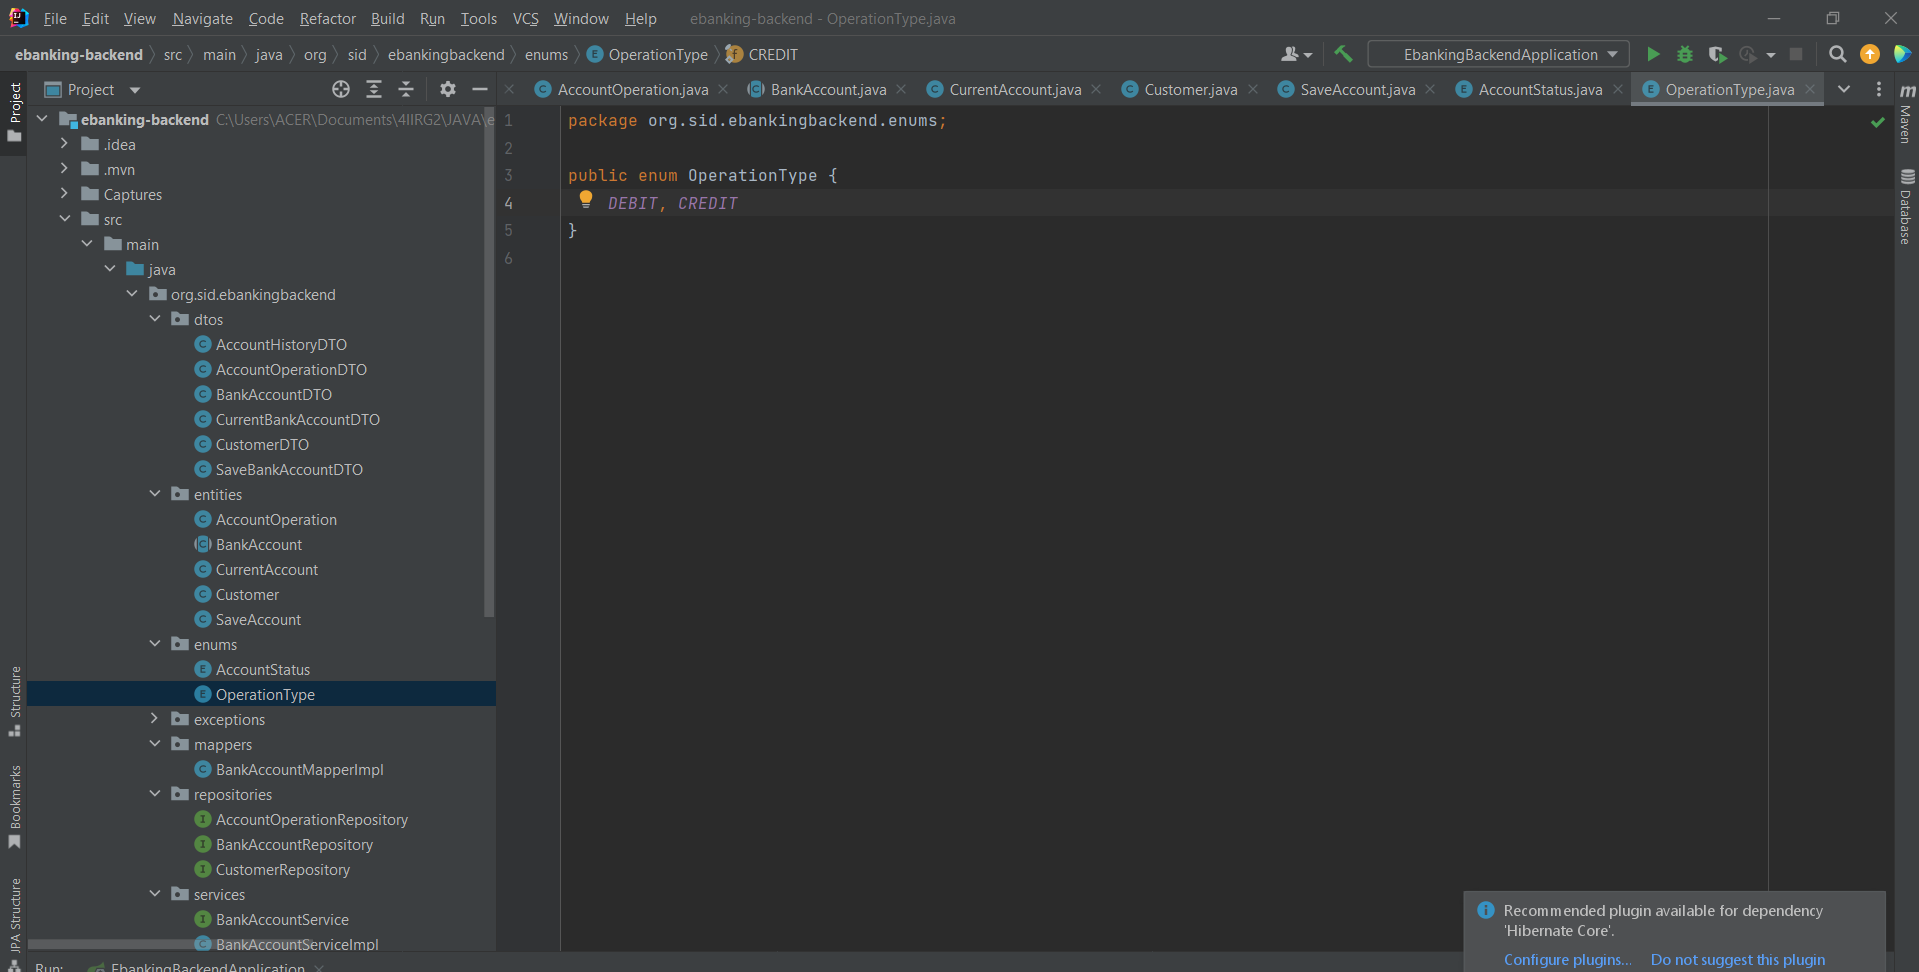 File Edit View Navigate Code Refactor Build Run Tools VCS Window Help ebanking-backend - OperationType.java
ebanking-backend src main java org sid ebankingbackend enums OperationType CREDIT EbankingBackendApplication
Project
Project
AccountOperation.java BankAccount.java CurrentAccount.java Customer.java SaveAccount.java AccountStatus.java OperationType.java
Maven
Database
ebanking-backend C:\Users\ACER\Documents\4IIRG2\JAVA\e
.idea
.mvn
Captures
src
main
java
org.sid.ebankingbackend
dtos
AccountHistoryDTO
AccountOperationDTO
BankAccountDTO
CurrentBankAccountDTO
CustomerDTO
SaveBankAccountDTO
entities
AccountOperation
BankAccount
CurrentAccount
Customer
SaveAccount
enums
AccountStatus
OperationType
exceptions
mappers
BankAccountMapperImpl
repositories
AccountOperationRepository
BankAccountRepository
CustomerRepository
services
BankAccountService
BankAccountServiceImpl
Structure
Bookmarks
JPA Structure
1 package org.sid.ebankingbackend.enums;
2
3 public enum OperationType {
4 DEBIT, CREDIT
5 }
6
Recommended plugin available for dependency
'Hibernate Core'.
Configure plugins... Do not suggest this plugin
Run: EbankingBackendApplication